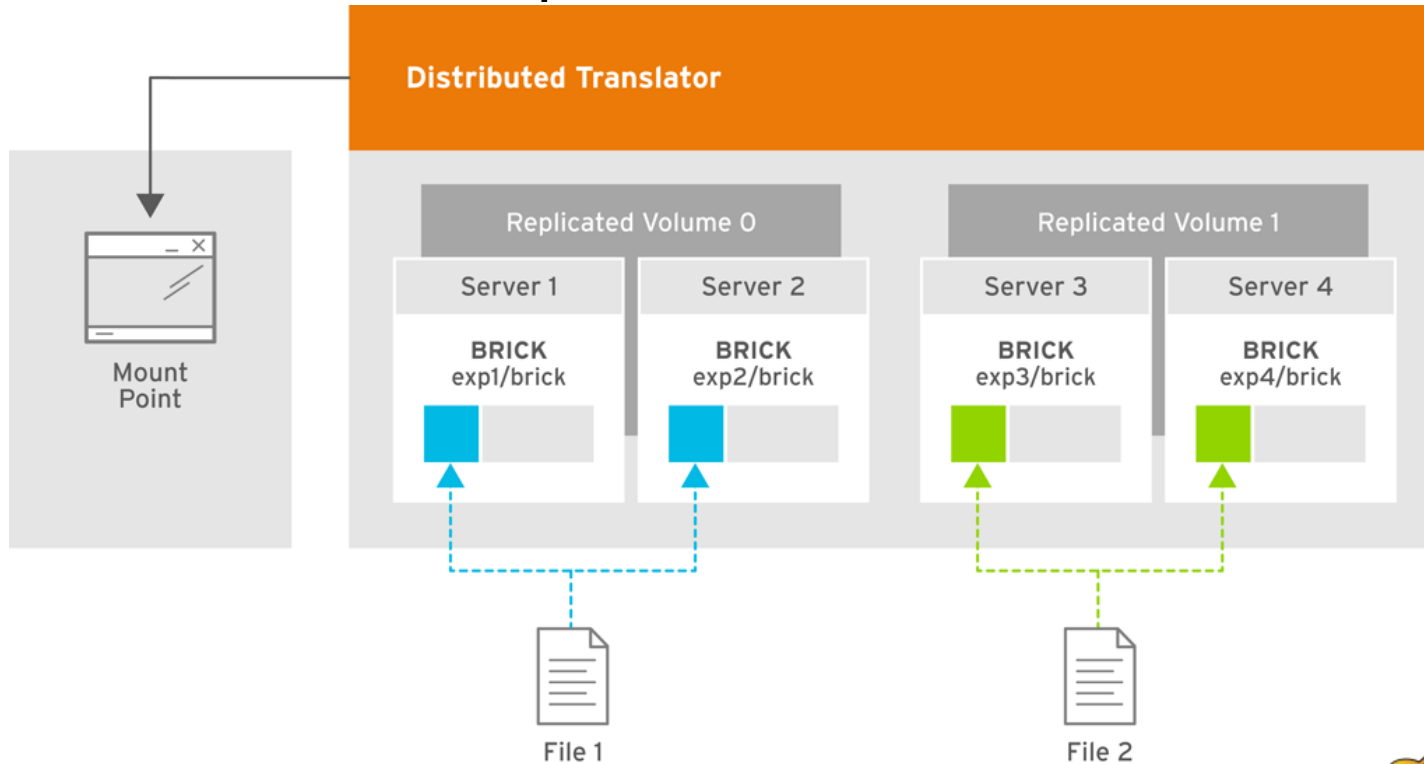 Distributed Translator
Replicated Volume 0
Replicated Volume 1
Server 1
Server 2
Server 3
Server 4
BRICK
exp1/brick
BRICK
exp2/brick
BRICK
exp3/brick
BRICK
exp4/brick
Mount
Point
File 1
File 2